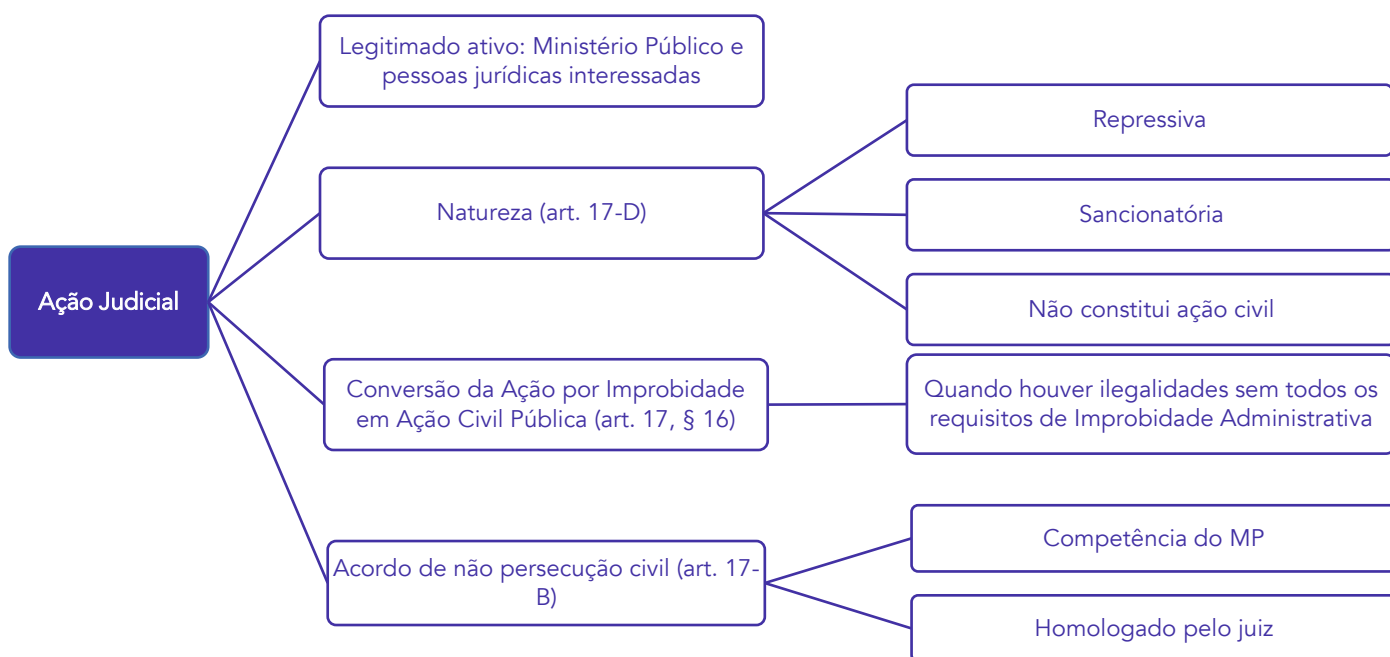 Ação Judicial
Legitimado ativo: Ministério Público e
pessoas jurídicas interessadas
Natureza (art. 17-D)
Repressiva
Sancionatória
Não constitui ação civil
Conversão da Ação por Improbidade
em Ação Civil Pública (art. 17, § 16)
Quando houver ilegalidades sem todos os
requisitos de Improbidade Administrativa
Acordo de não persecução civil (art. 17-
B)
Competência do MP
Homologado pelo juiz